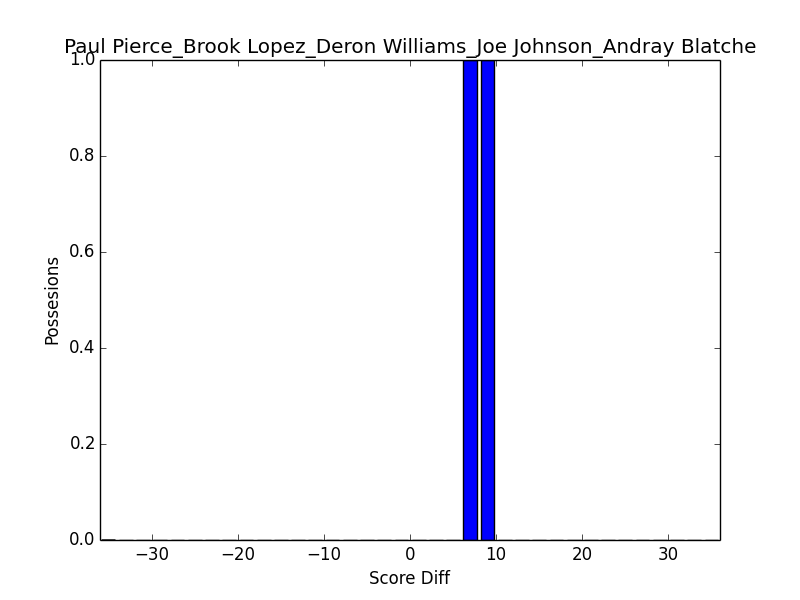 Paul Pierce_Brook Lopez_Deron Williams_Joe Johnson_Andray Blatche
1.0
0.8
0.6
0.4
0.2
0.0
Possesions
−30 −20 −10 0 10 20 30
Score Diff